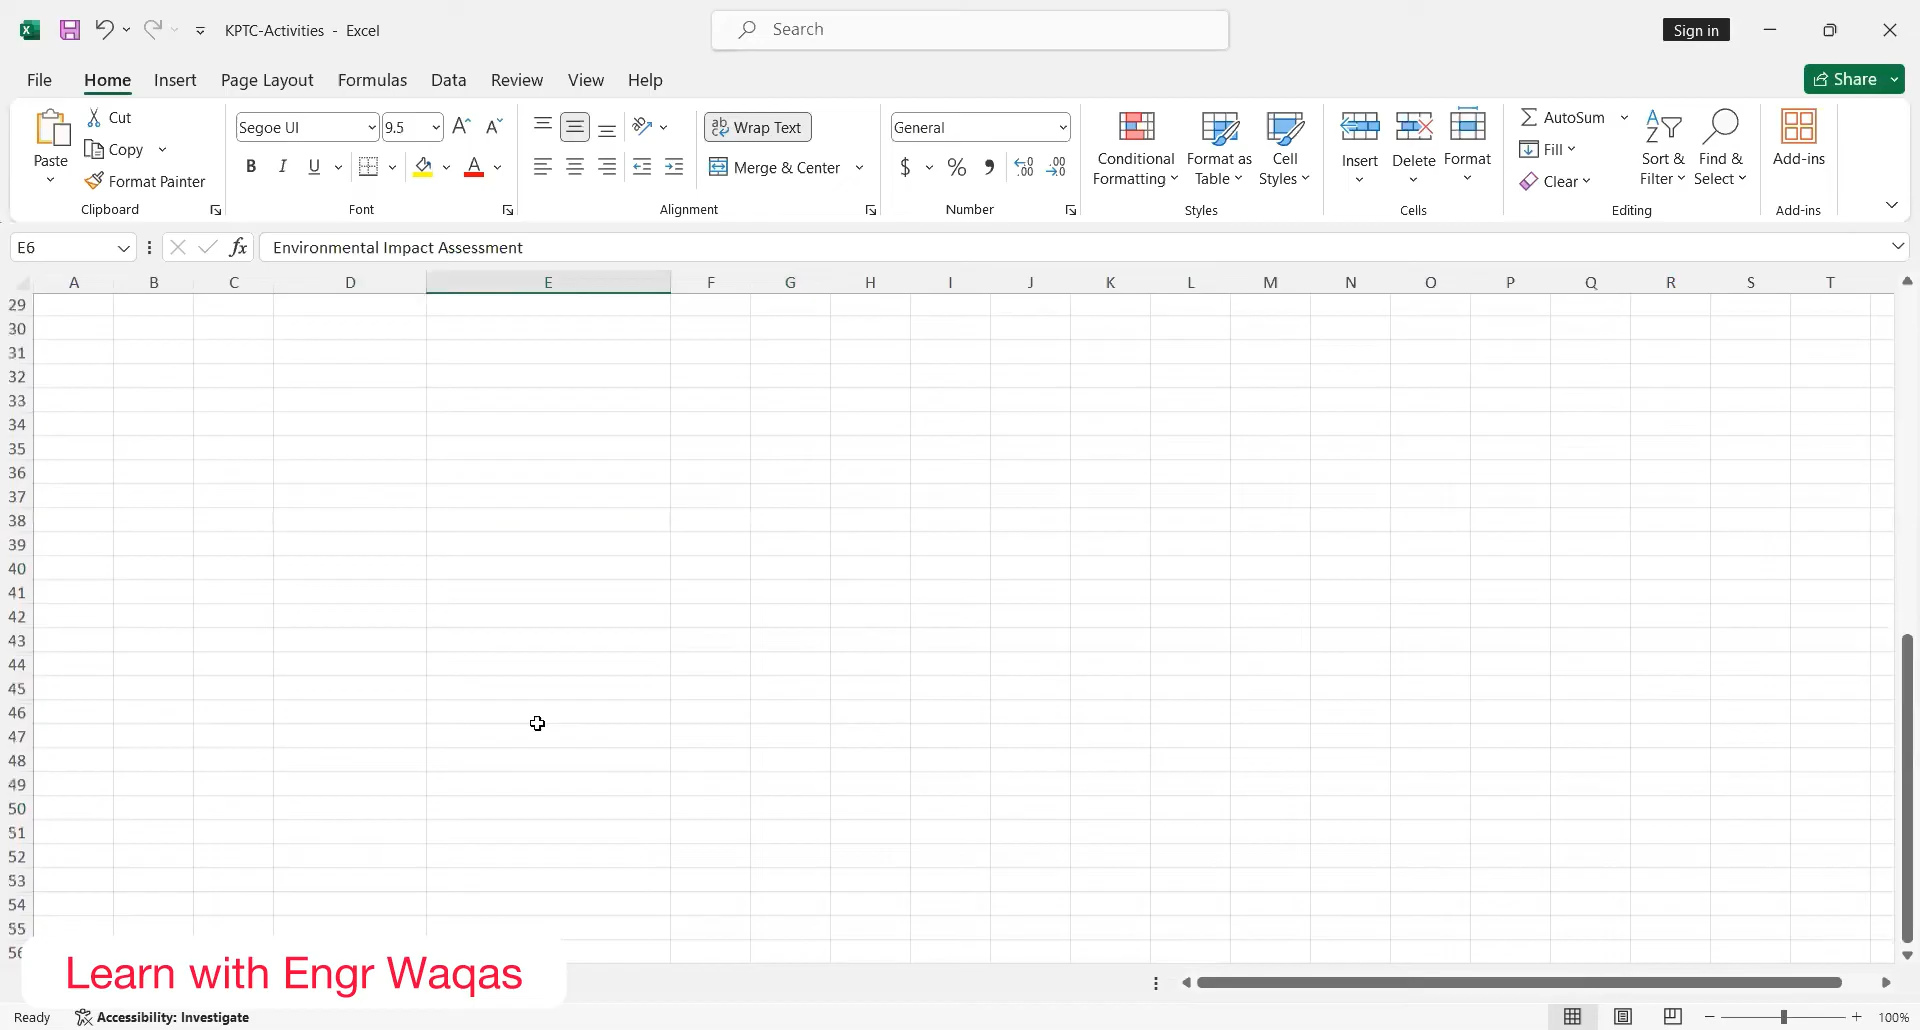 KPTC-Activities - Excel
Search
Sign in
File Home Insert Page Layout Formulas Data Review View Help
Share
Paste
Cut
Copy
Format Painter
Clipboard
Segoe UI 9.5
B I U
Font
Wrap Text
Merge & Center
Alignment
General
$ %
Number
Conditional Formatting
Format as Table
Cell Styles
Styles
Insert
Delete
Format
Cells
AutoSum
Fill
Clear
Sort & Filter
Find & Select
Editing
Add-ins
Add-ins
E6
fx
Environmental Impact Assessment
A B C D E F G H I J K L M N O P Q R S T
29
30
31
32
33
34
35
36
37
38
39
40
41
42
43
44
45
46
47
48
49
50
51
52
53
54
55
56
Learn with Engr Waqas
Ready
Accessibility: Investigate
100%